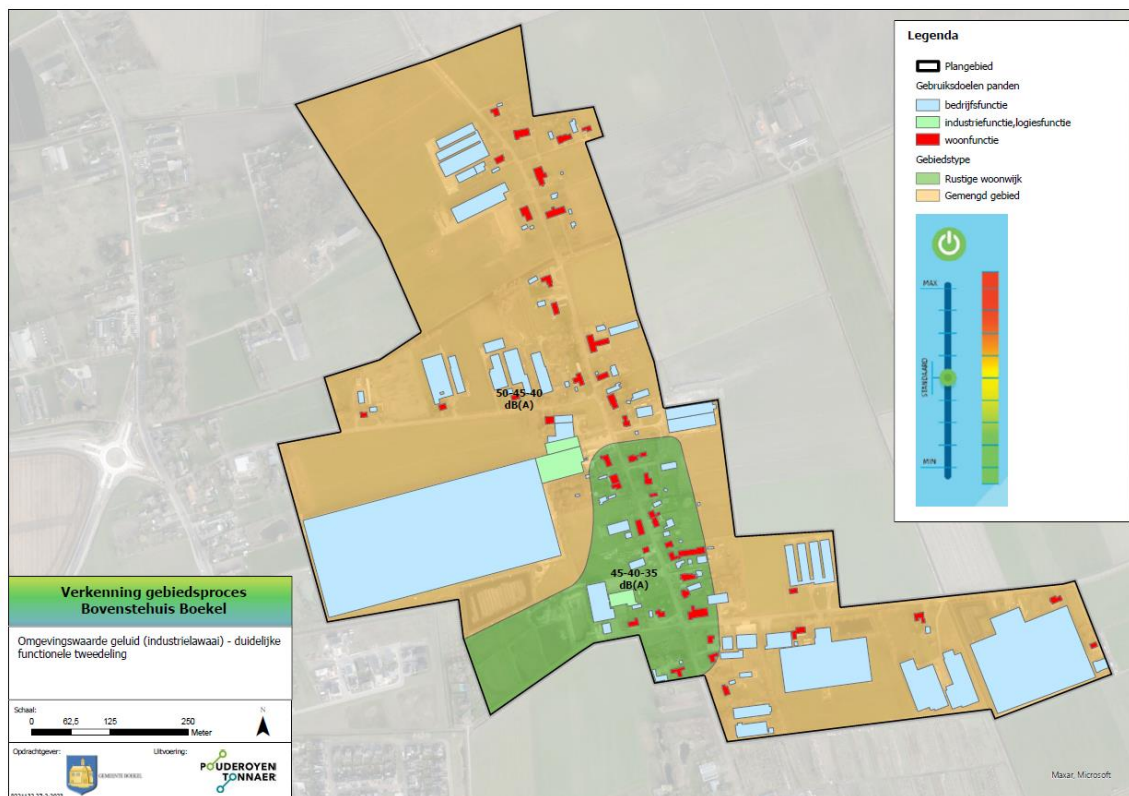 Legenda
Plangebied
Gebruiksdoelen panden
bedrijfsfunctie
industriefunctie,logiesfunctie
woonfunctie
Gebiedstype
Rustige woonwijk
Gemengd gebied
MAX
STANDAARD
MIN
50-45-40
dB(A)
45-40-35
dB(A)
Verkenning gebiedsproces
Bovenstehuis Boekel
Omgevingswaarde geluid (industrielawaai) - duidelijke
functionele tweedeling
Schaal:
0 62,5 125 250
Meter
N
Opdrachtgever:
Uitvoering:
GEMEENTE BOEKEL
POUDEROYEN
TONNAER
Maxar, Microsoft